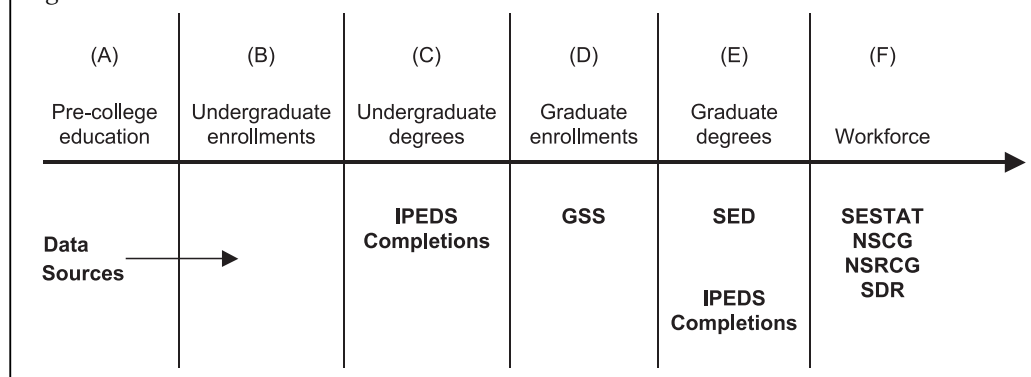 (A) (B) (C) (D) (E) (F)
Pre-college education
Undergraduate enrollments
Undergraduate degrees
Graduate enrollments
Graduate degrees
Workforce
Data
Sources
IPEDS
Completions
GSS
SED
IPEDS
Completions
SESTAT
NSCG
NSRCG
SDR